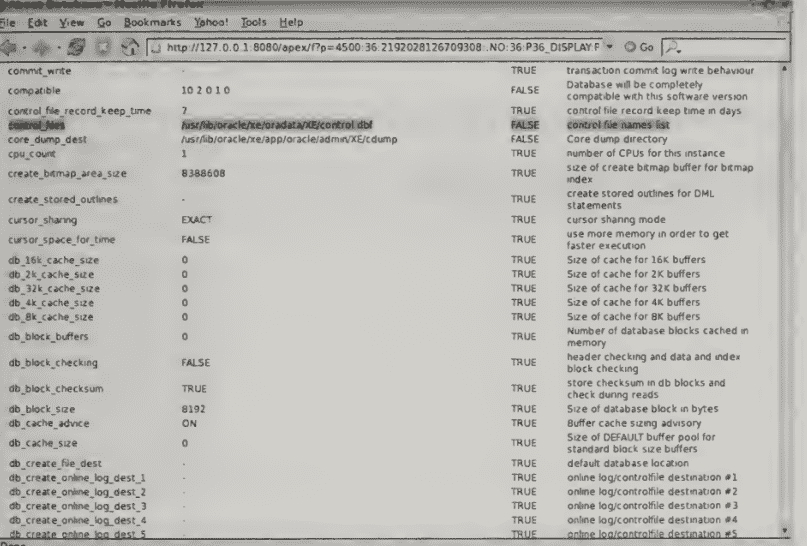 File Edit View Go Bookmarks Yahoo! Tools Help
http://127.0.0.1:8080/apex/f?p=4500:36:2192028126709308::NO:36:P36_DISPLAY:F Go
commit_write - TRUE transaction commit log write behaviour
compatible 10 2 0 1 0 FALSE Database will be completely
compatible with this software version
control_file_record_keep_time 7 TRUE control file record keep time in days
control_files /usr/lib/oracle/xe/oradata/XE/control dbf FALSE control file names list
core_dump_dest /usr/lib/oracle/xe/app/oracle/admin/XE/cdump FALSE Core dump directory
cpu_count 1 TRUE number of CPUs for this instance
create_bitmap_area_size 8388608 TRUE size of create bitmap buffer for bitmap
index
create_stored_outlines - TRUE create stored outlines for DML
statements
cursor_sharing EXACT TRUE cursor sharing mode
cursor_space_for_time FALSE TRUE use more memory in order to get
faster execution
db_16k_cache_size 0 TRUE Size of cache for 16K buffers
db_2k_cache_size 0 TRUE Size of cache for 2K buffers
db_32k_cache_size 0 TRUE Size of cache for 32K buffers
db_4k_cache_size 0 TRUE Size of cache for 4K buffers
db_8k_cache_size 0 TRUE Size of cache for 8K buffers
db_block_buffers 0 TRUE Number of database blocks cached in
memory
db_block_checking FALSE TRUE header checking and data and index
block checking
db_block_checksum TRUE TRUE store checksum in db blocks and
check during reads
db_block_size 8192 TRUE Size of database block in bytes
db_cache_advice ON TRUE Buffer cache sizing advisory
db_cache_size 0 TRUE Size of DEFAULT buffer pool for
standard block size buffers
db_create_file_dest - TRUE default database location
db_create_online_log_dest_1 - TRUE online log/controlfile destination #1
db_create_online_log_dest_2 - TRUE online log/controlfile destination #2
db_create_online_log_dest_3 - TRUE online log/controlfile destination #3
db_create_online_log_dest_4 - TRUE online log/controlfile destination #4
db_create_online_log_dest_5 - TRUE online log/controlfile destination #5